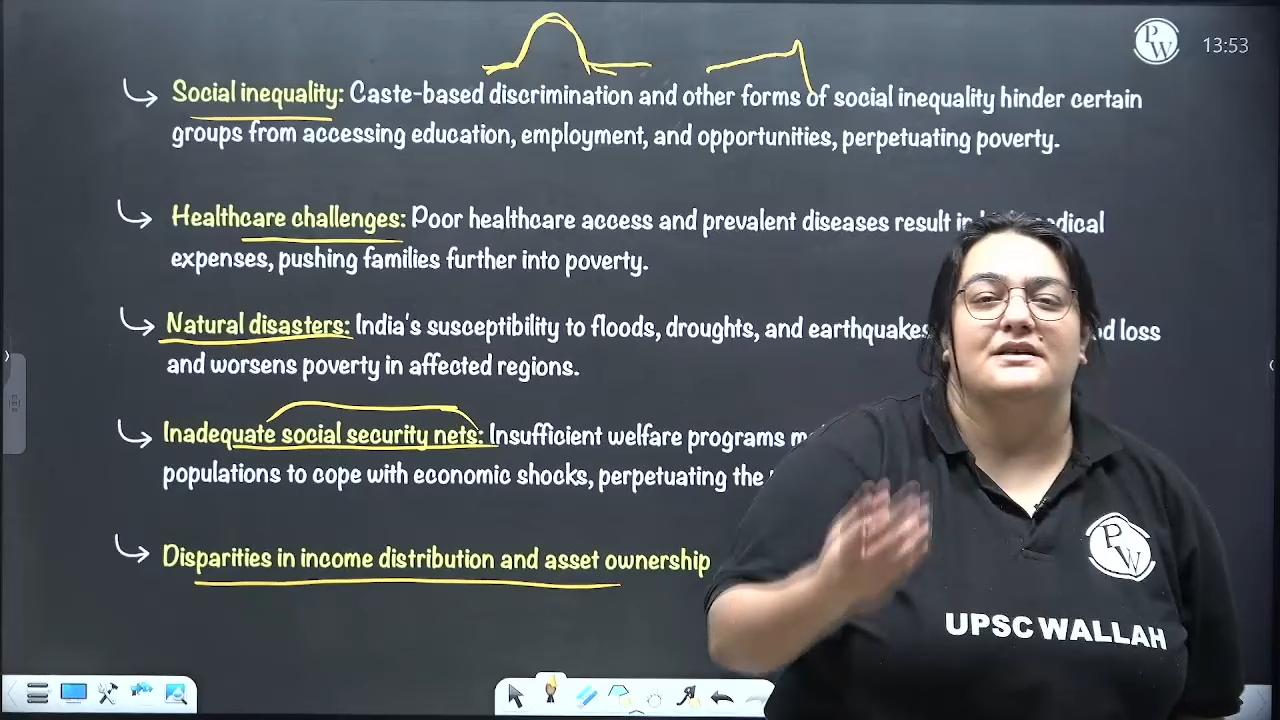 PW
13:53
Social inequality: Caste-based discrimination and other forms of social inequality hinder certain
groups from accessing education, employment, and opportunities, perpetuating poverty.
Healthcare challenges: Poor healthcare access and prevalent diseases result in
expenses, pushing families further into poverty.
Natural disasters: India's susceptibility to floods, droughts, and earthquakes loss
and worsens poverty in affected regions.
Inadequate social security nets: Insufficient welfare programs
populations to cope with economic shocks, perpetuating the
Disparities in income distribution and asset ownership
PW
UPSC WALLAH